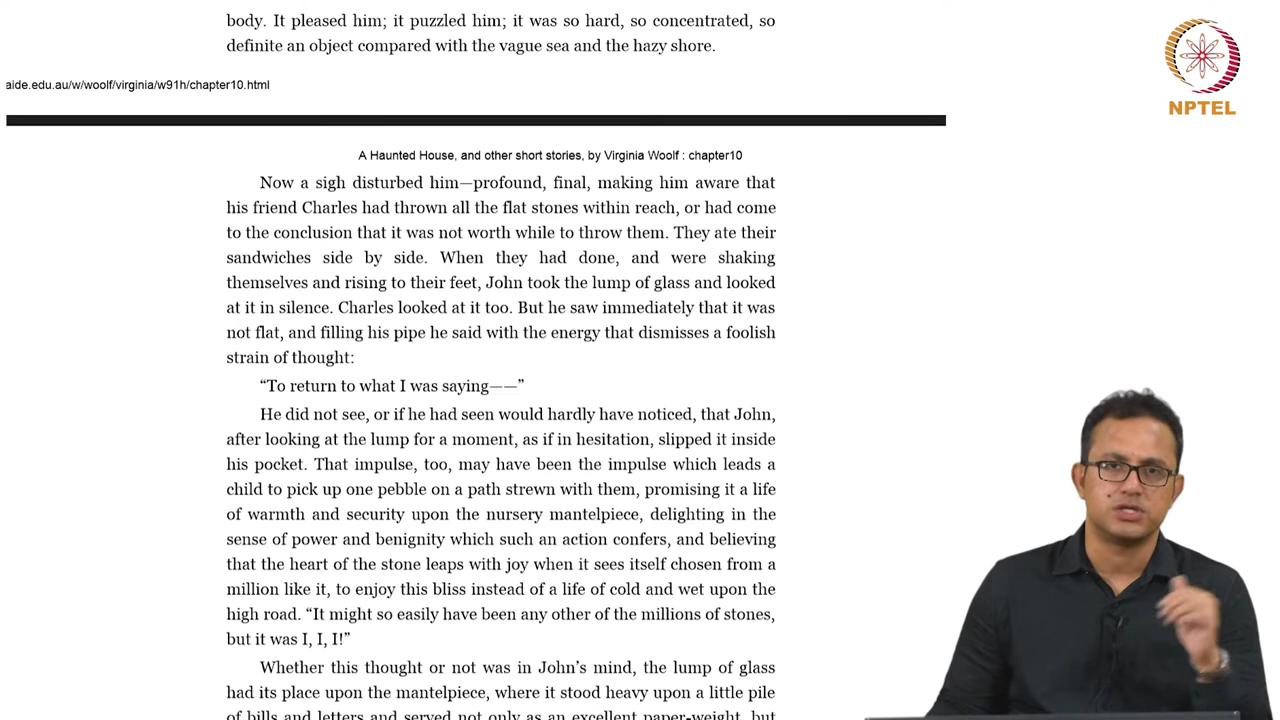 body. It pleased him; it puzzled him; it was so hard, so concentrated, so
definite an object compared with the vague sea and the hazy shore.
NPTEL
aide.edu.au/w/woolf/virginia/w91h/chapter10.html
A Haunted House, and other short stories, by Virginia Woolf : chapter10
Now a sigh disturbed him—profound, final, making him aware that
his friend Charles had thrown all the flat stones within reach, or had come
to the conclusion that it was not worth while to throw them. They ate their
sandwiches side by side. When they had done, and were shaking
themselves and rising to their feet, John took the lump of glass and looked
at it in silence. Charles looked at it too. But he saw immediately that it was
not flat, and filling his pipe he said with the energy that dismisses a foolish
strain of thought:
“To return to what I was saying——”
He did not see, or if he had seen would hardly have noticed, that John,
after looking at the lump for a moment, as if in hesitation, slipped it inside
his pocket. That impulse, too, may have been the impulse which leads a
child to pick up one pebble on a path strewn with them, promising it a life
of warmth and security upon the nursery mantelpiece, delighting in the
sense of power and benignity which such an action confers, and believing
that the heart of the stone leaps with joy when it sees itself chosen from a
million like it, to enjoy this bliss instead of a life of cold and wet upon the
high road. “It might so easily have been any other of the millions of stones,
but it was I, I, I!”
Whether this thought or not was in John’s mind, the lump of glass
had its place upon the mantelpiece, where it stood heavy upon a little pile
of bills and letters and served not only as an excellent paper-weight, but